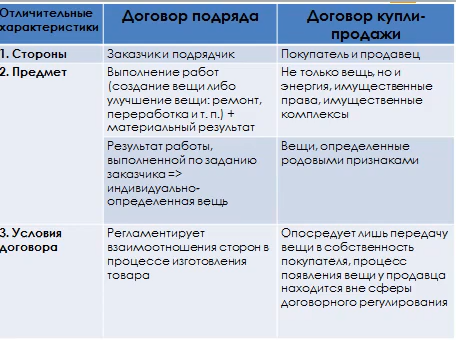 Отличительные
характеристики
Договор подряда
Договор купли-
продажи
1. Стороны
Заказчик и подрядчик
Покупатель и продавец
2. Предмет
Выполнение работ
(создание вещи либо
улучшение вещи: ремонт,
переработка и т. п.) +
материальный результат
Не только вещь, но и
энергия, имущественные
права, имущественные
комплексы
Результат работы,
выполненной по заданию
заказчика =>
индивидуально-
определенная вещь
Вещи, определенные
родовыми признаками
3. Условия
договора
Регламентирует
взаимоотношения сторон в
процессе изготовления
товара
Опосредует лишь передачу
вещи в собственность
покупателя, процесс
появления вещи у продавца
находится вне сферы
договорного регулирования